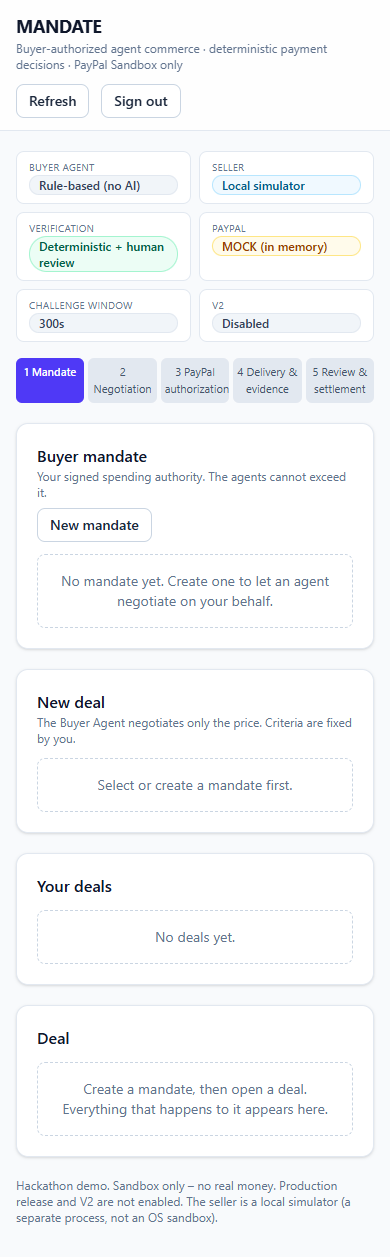 MANDATE
Buyer-authorized agent commerce · deterministic payment
decisions · PayPal Sandbox only
Refresh
Sign out
BUYER AGENT
Rule-based (no AI)
SELLER
Local simulator
VERIFICATION
Deterministic + human
review
PAYPAL
MOCK (in memory)
CHALLENGE WINDOW
300s
V2
Disabled
1 Mandate
2
Negotiation
3 PayPal
authorization
4 Delivery &
evidence
5 Review &
settlement
Buyer mandate
Your signed spending authority. The agents cannot exceed
it.
New mandate
No mandate yet. Create one to let an agent
negotiate on your behalf.
New deal
The Buyer Agent negotiates only the price. Criteria are fixed
by you.
Select or create a mandate first.
Your deals
No deals yet.
Deal
Create a mandate, then open a deal.
Everything that happens to it appears here.
Hackathon demo. Sandbox only – no real money. Production
release and V2 are not enabled. The seller is a local simulator (a
separate process, not an OS sandbox).